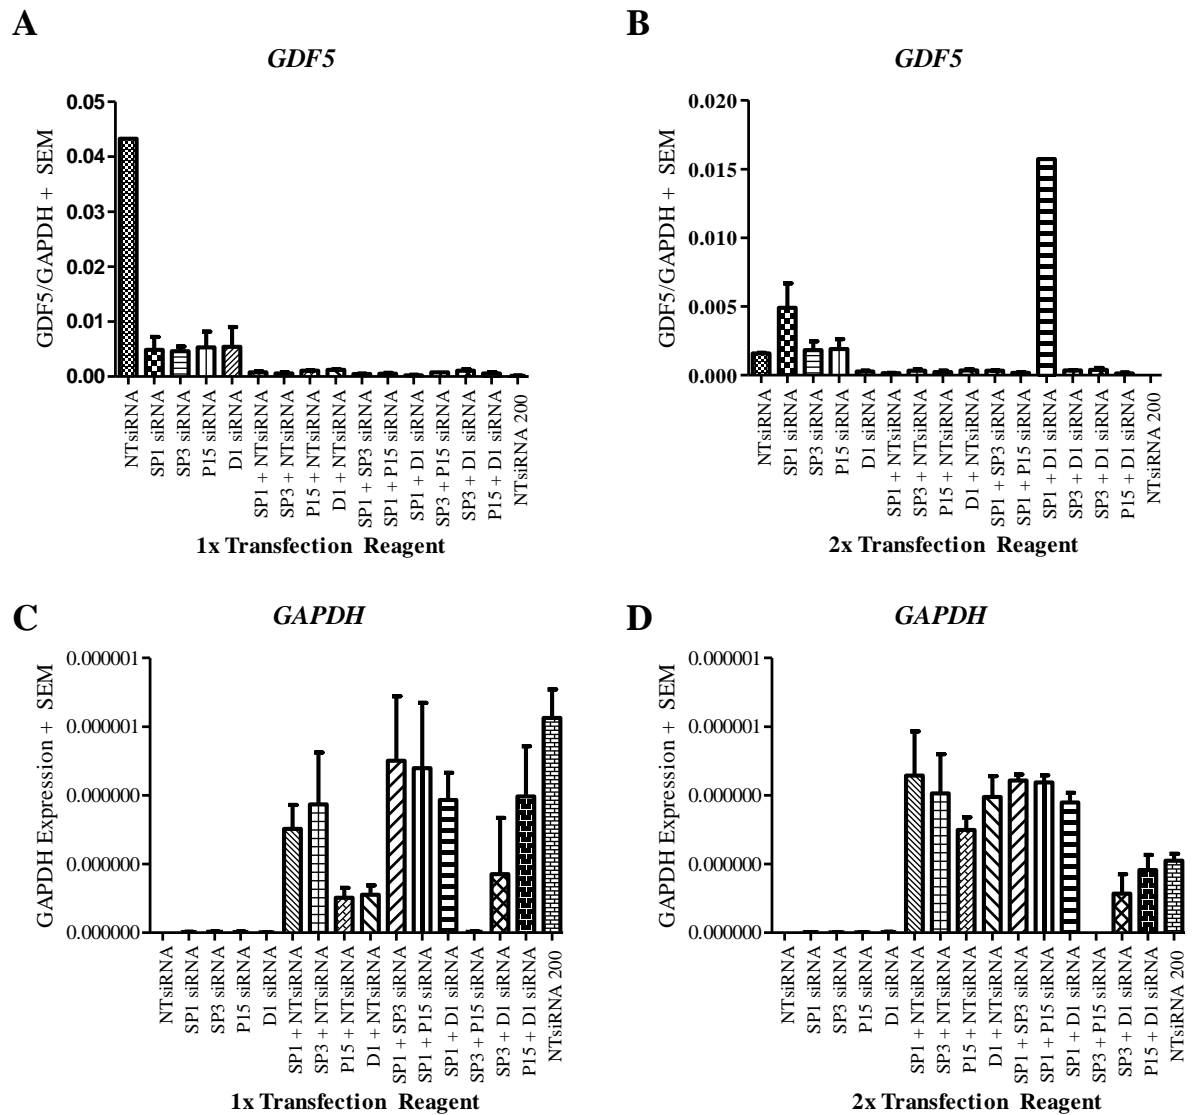 A
GDF5
GDF5/GAPDH + SEM
0.05
0.04
0.03
0.02
0.01
0.00
NTsiRNA
SP1 siRNA
SP3 siRNA
P15 siRNA
D1 siRNA
SP1 + NTsiRNA
SP3 + NTsiRNA
P15 + NTsiRNA
D1 + NTsiRNA
SP1 + SP3 siRNA
SP1 + P15 siRNA
SP1 + D1 siRNA
SP3 + P15 siRNA
SP3 + D1 siRNA
P15 + D1 siRNA
NTsiRNA 200
1x Transfection Reagent
B
GDF5
GDF5/GAPDH + SEM
0.020
0.015
0.010
0.005
0.000
NTsiRNA
SP1 siRNA
SP3 siRNA
P15 siRNA
D1 siRNA
SP1 + NTsiRNA
SP3 + NTsiRNA
P15 + NTsiRNA
D1 + NTsiRNA
SP1 + SP3 siRNA
SP1 + P15 siRNA
SP1 + D1 siRNA
SP3 + D1 siRNA
SP3 + D1 siRNA
P15 + D1 siRNA
NTsiRNA 200
2x Transfection Reagent
C
GAPDH
GAPDH Expression + SEM
0.000001
0.000001
0.000000
0.000000
0.000000
NTsiRNA
SP1 siRNA
SP3 siRNA
P15 siRNA
D1 siRNA
SP1 + NTsiRNA
SP3 + NTsiRNA
P15 + NTsiRNA
D1 + NTsiRNA
SP1 + SP3 siRNA
SP1 + P15 siRNA
SP1 + D1 siRNA
SP3 + P15 siRNA
SP3 + D1 siRNA
P15 + D1 siRNA
NTsiRNA 200
1x Transfection Reagent
D
GAPDH
GAPDH Expression + SEM
0.000001
0.000001
0.000000
0.000000
0.000000
NTsiRNA
SP1 siRNA
SP3 siRNA
P15 siRNA
D1 siRNA
SP1 + NTsiRNA
SP3 + NTsiRNA
P15 + NTsiRNA
D1 + NTsiRNA
SP1 + SP3 siRNA
SP1 + P15 siRNA
SP1 + D1 siRNA
SP3 + P15 siRNA
SP3 + D1 siRNA
P15 + D1 siRNA
NTsiRNA 200
2x Transfection Reagent